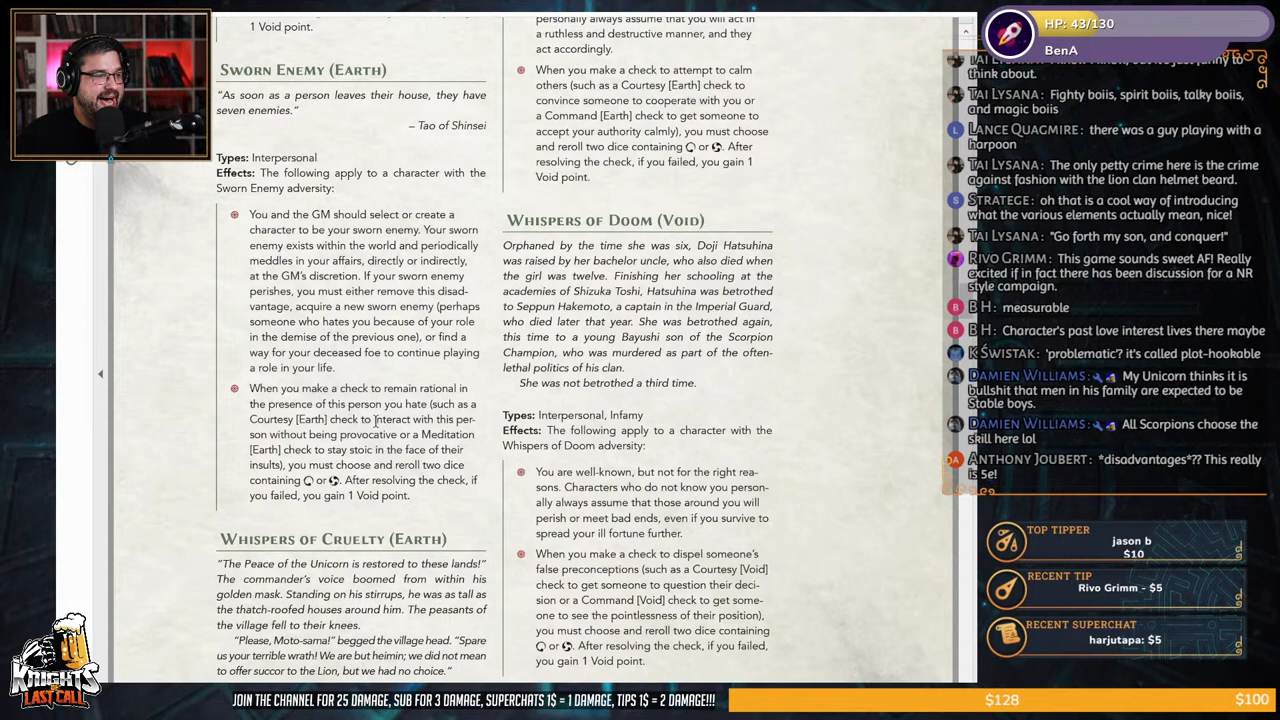 1 Void point.
SWORN ENEMY (EARTH)
"As soon as a person leaves their house, they have
seven enemies."
– Tao of Shinsei
Types: Interpersonal
Effects: The following apply to a character with the
Sworn Enemy adversity:
You and the GM should select or create a
character to be your sworn enemy. Your sworn
enemy exists within the world and periodically
meddles in your affairs, directly or indirectly,
at the GM's discretion. If your sworn enemy
perishes, you must either remove this disad-
vantage, acquire a new sworn enemy (perhaps
someone who hates you because of your role
in the demise of the previous one), or find a
way for your deceased foe to continue playing
a role in your life.
When you make a check to remain rational in
the presence of this person you hate (such as a
Courtesy [Earth] check to interact with this per-
son without being provocative or a Meditation
[Earth] check to stay stoic in the face of their
insults), you must choose and reroll two dice
containing or . After resolving the check, if
you failed, you gain 1 Void point.
WHISPERS OF CRUELTY (EARTH)
"The Peace of the Unicorn is restored to these lands!"
The commander's voice boomed from within his
golden mask. Standing on his stirrups, he was as tall as
the thatch-roofed houses around him. The peasants of
the village fell to their knees.
"Please, Moto-sama!" begged the village head. "Spare
us your terrible wrath! We are but heimin; we did not mean
to offer succor to the Lion, but we had no choice."
personally always assume that you will act in
a ruthless and destructive manner, and they
act accordingly.
When you make a check to attempt to calm
others (such as a Courtesy [Earth] check to
convince someone to cooperate with you or
a Command [Earth] check to get someone to
accept your authority calmly), you must choose
and reroll two dice containing or . After
resolving the check, if you failed, you gain 1
Void point.
WHISPERS OF DOOM (VOID)
Orphaned by the time she was six, Doji Hatsuhina
was raised by her bachelor uncle, who also died when
the girl was twelve. Finishing her schooling at the
academies of Shizuka Toshi, Hatsuhina was betrothed
to Seppun Hakemoto, a captain in the Imperial Guard,
who died later that year. She was betrothed again,
this time to a young Bayushi son of the Scorpion
Champion, who was murdered as part of the often-
lethal politics of his clan.
She was not betrothed a third time.
Types: Interpersonal, Infamy
Effects: The following apply to a character with the
Whispers of Doom adversity:
You are well-known, but not for the right rea-
sons. Characters who do not know you person-
ally always assume that those around you will
perish or meet bad ends, even if you survive to
spread your ill fortune further.
When you make a check to dispel someone's
false preconceptions (such as a Courtesy [Void]
check to get someone to question their deci-
sion or a Command [Void] check to get some-
one to see the pointlessness of their position),
you must choose and reroll two dice containing
or . After resolving the check, if you failed,
you gain 1 Void point.
HP: 43/130
BenA
think about.
TAI LYSANA: Fighty boiis, spirit boiis, talky boiis,
and magic boiis
LANCE QUAGMIRE: there was a guy playing with a
harpoon
TAI LYSANA: The only petty crime here is the crime
against fashion with the lion clan helmet beard.
STRATEGE: oh that is a cool way of introducing
what the various elements actually mean, nice!
TAI LYSANA: "Go forth my son, and conquer!"
RIVO GRIMM: This game sounds sweet AF! Really
excited if in fact there has been discussion for a NR
style campaign.
B H: measurable
B H: Character's past love interest lives there maybe
K ŚWISTAK: 'problematic'? it's called plot-hookable
DAMIEN WILLIAMS: My Unicorn thinks it is
bullshit that men in his family are expected to be
Stable boys.
DAMIEN WILLIAMS: All Scorpions choose the
skill here lol
ANTHONY JOUBERT: *disadvantages*?? This really
is 5e!
TOP TIPPER
jason b
$10
RECENT TIP
Rivo Grimm - $5
RECENT SUPERCHAT
harjutapa: $5
KNIGHTS
LAST CALL
JOIN THE CHANNEL FOR 25 DAMAGE, SUB FOR 3 DAMAGE, SUPERCHATS 1$ = 1 DAMAGE, TIPS 1$ = 2 DAMAGE!!!
$128
$100